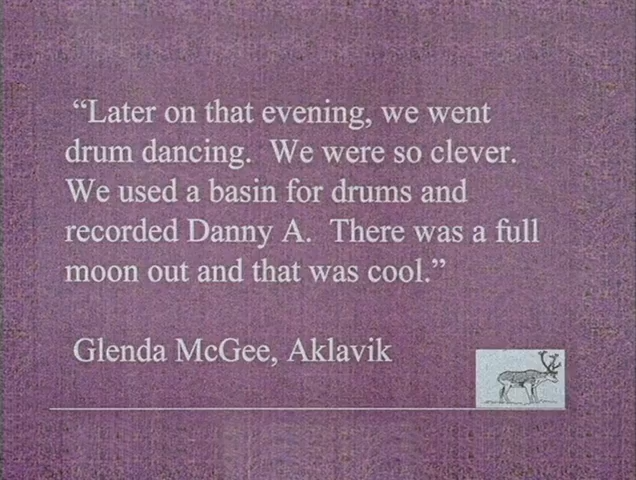 “Later on that evening, we went
drum dancing.  We were so clever.
We used a basin for drums and
recorded Danny A.  There was a full
moon out and that was cool.”
Glenda McGee, Aklavik